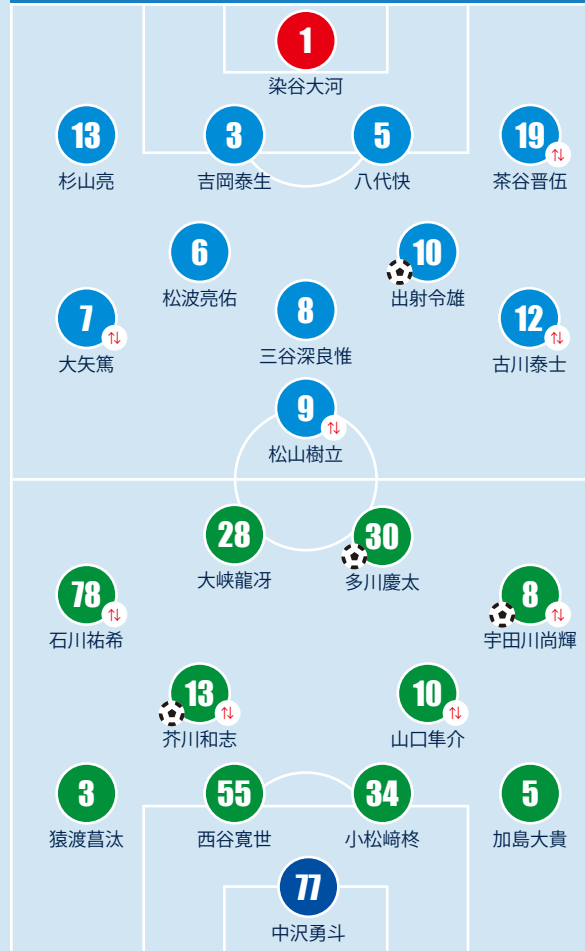 1
染谷大河
13 3 5 19
杉山亮 吉岡泰生 八代快 茶谷晋伍
6 10
松波亮佑 出射令雄
7 8 12
大矢篤 三谷深良惟 古川泰士
9
松山樹立
28 30
大峡龍冴 多川慶太
78 8
石川祐希 宇田川尚輝
13 10
芥川和志 山口隼介
3 55 34 5
猿渡菖汰 西谷寛世 小松﨑柊 加島大貴
77
中沢勇斗